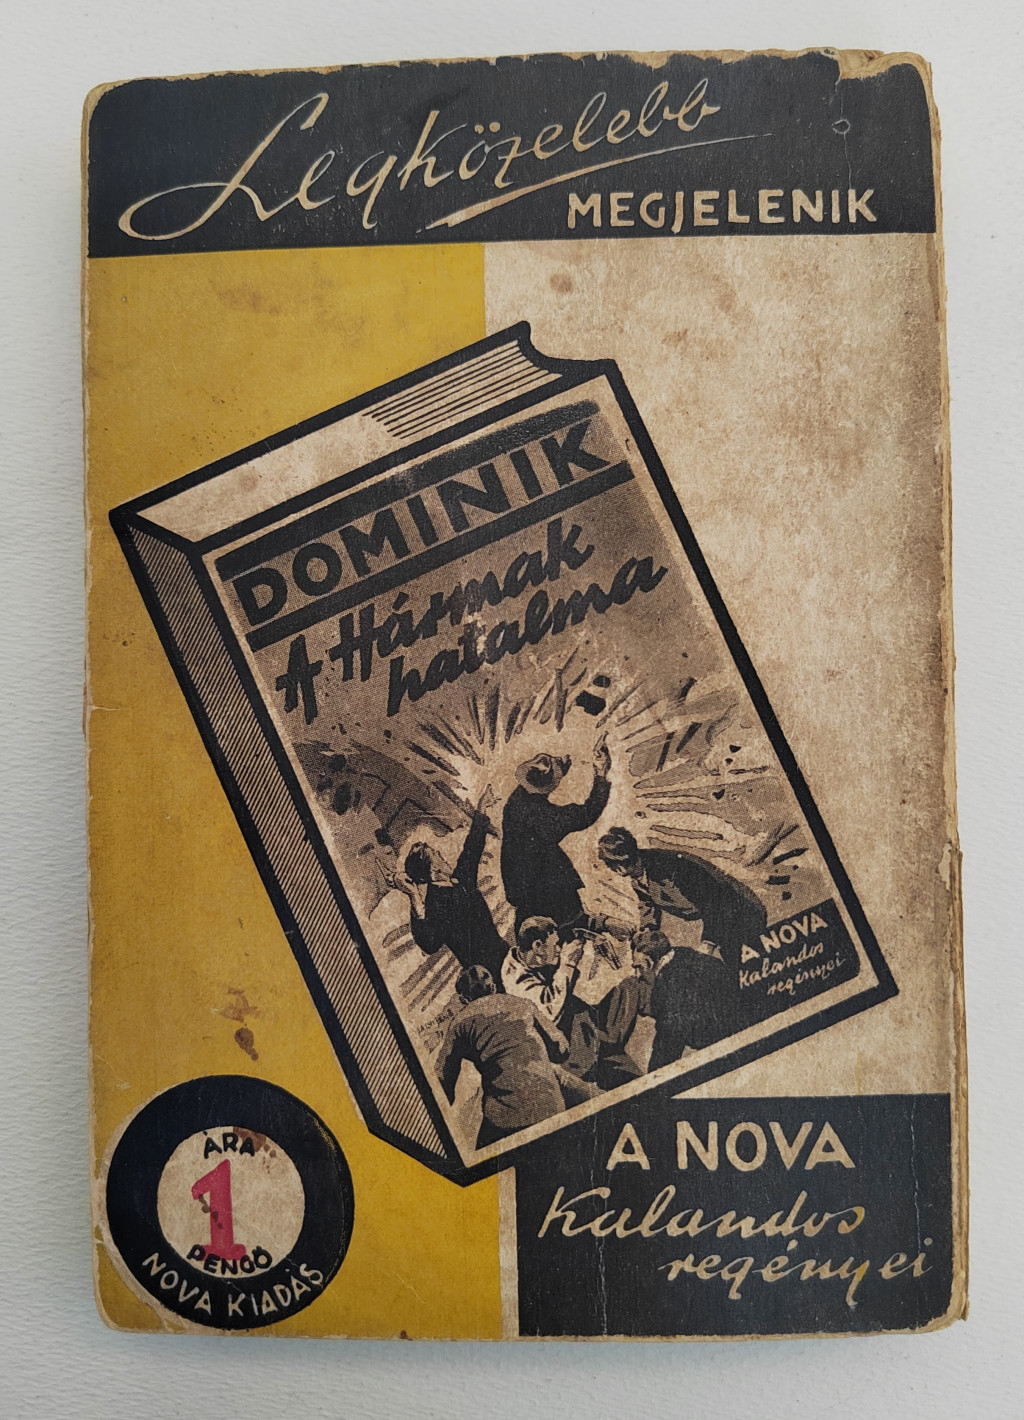 Legközelebb
MEGJELENIK
DOMINIK
A Hármak
hatalma
A NOVA
Kalandos
regényei
ÁRA
1
PENGŐ
NOVA KIADÁS
A NOVA
Kalandos
regényei